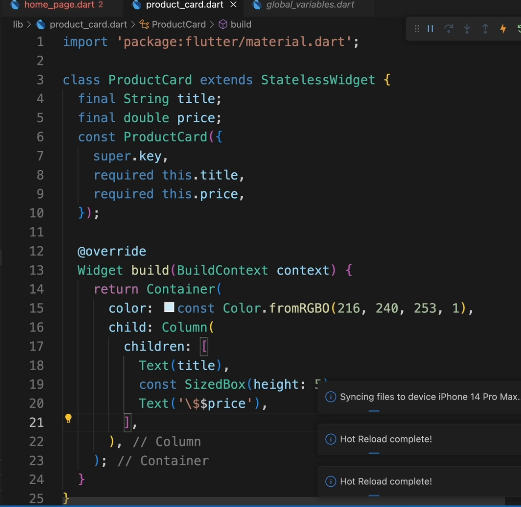 home_page.dart 2 product_card.dart × global_variables.dart
lib > product_card.dart > ProductCard > build
1 import 'package:flutter/material.dart';
2
3 class ProductCard extends StatelessWidget {
4 final String title;
5 final double price;
6 const ProductCard({
7 super.key,
8 required this.title,
9 required this.price,
10 });
11
12 @override
13 Widget build(BuildContext context) {
14 return Container(
15 color: const Color.fromRGBO(216, 240, 253, 1),
16 child: Column(
17 children: [
18 Text(title),
19 const SizedBox(height: 5)
20 Text('\$$price'),
21 ],
22 ), // Column
23 ); // Container
24 }
25 }
Syncing files to device iPhone 14 Pro Max.
Hot Reload complete!
Hot Reload complete!